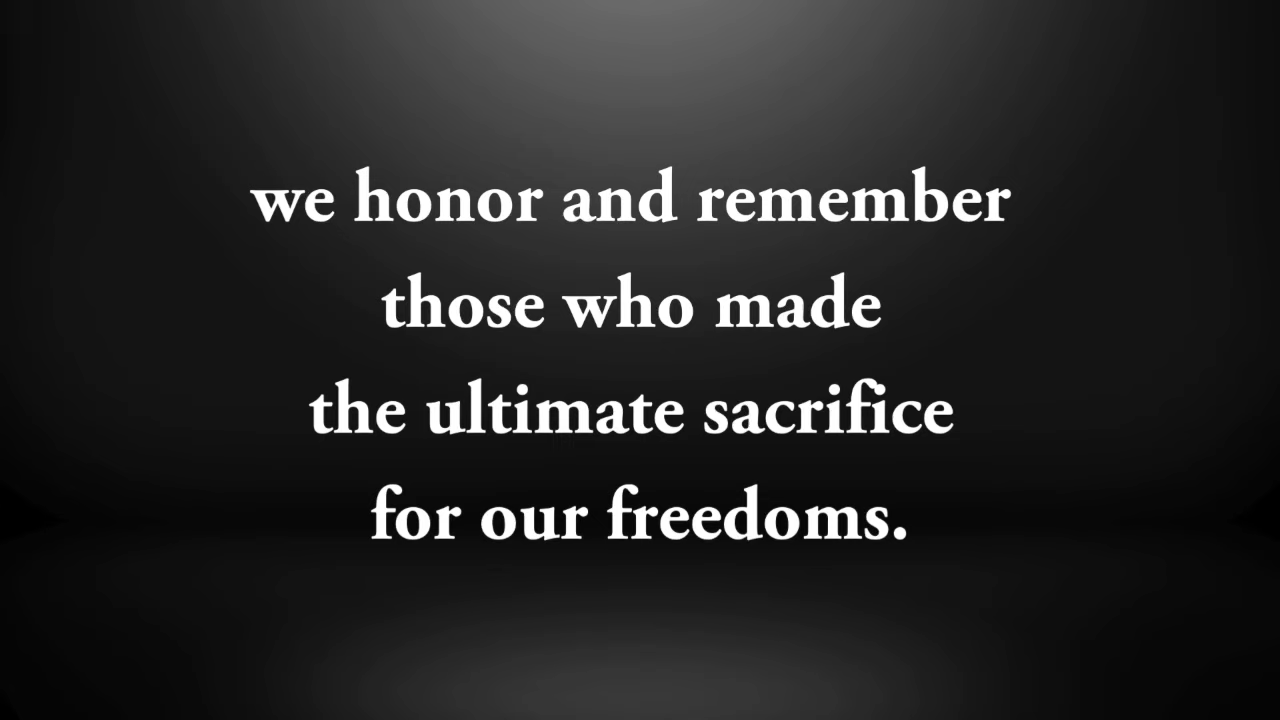 we honor and remember
those who made
the ultimate sacrifice
for our freedoms.